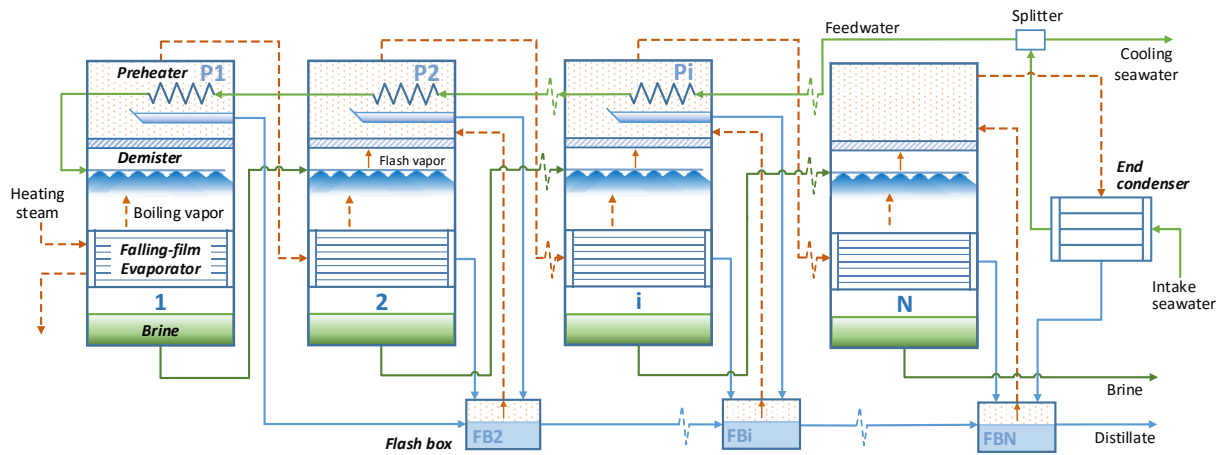 Splitter
Feedwater
Cooling
seawater
Preheater
P1
P2
Pi
Demister
Flash vapor
End
condenser
Heating
steam
Boiling vapor
Falling-film
Evaporator
Intake
seawater
1
2
i
N
Brine
Brine
Flash box
FB2
FBi
FBN
Distillate